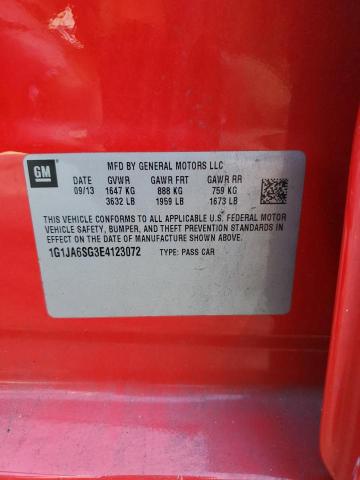 GM
MFD BY GENERAL MOTORS LLC
DATE GVWR GAWR FRT GAWR RR
09/13 1647 KG 888 KG 759 KG
3632 LB 1959 LB 1673 LB
THIS VEHICLE CONFORMS TO ALL APPLICABLE U.S. FEDERAL MOTOR
VEHICLE SAFETY, BUMPER, AND THEFT PREVENTION STANDARDS IN
EFFECT ON THE DATE OF MANUFACTURE SHOWN ABOVE.
1G1JA6SG3E4123072 TYPE: PASS CAR